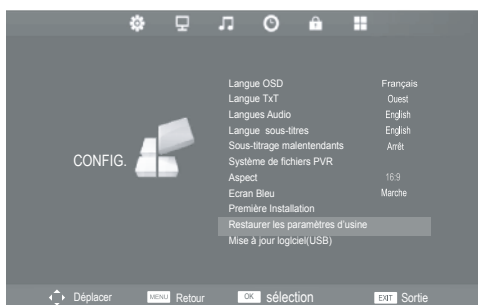 CONFIG.
Langue OSD Français
Langue TxT Ouest
Langues Audio English
Langue sous-titres English
Sous-titrage malentendants Arrêt
Système de fichiers PVR
Aspect 16:9
Ecran Bleu Marche
Première Installation
Restaurer les paramètres d'usine
Mise à jour logiciel(USB)
Déplacer MENU Retour OK sélection EXIT Sortie